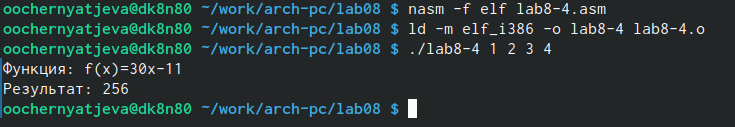 oochernyatjeva@dk8n80 ~/work/arch-pc/lab08 $ nasm -f elf lab8-4.asm
oochernyatjeva@dk8n80 ~/work/arch-pc/lab08 $ ld -m elf_i386 -o lab8-4 lab8-4.o
oochernyatjeva@dk8n80 ~/work/arch-pc/lab08 $ ./lab8-4 1 2 3 4
Функция: f(x)=30x-11
Результат: 256
oochernyatjeva@dk8n80 ~/work/arch-pc/lab08 $